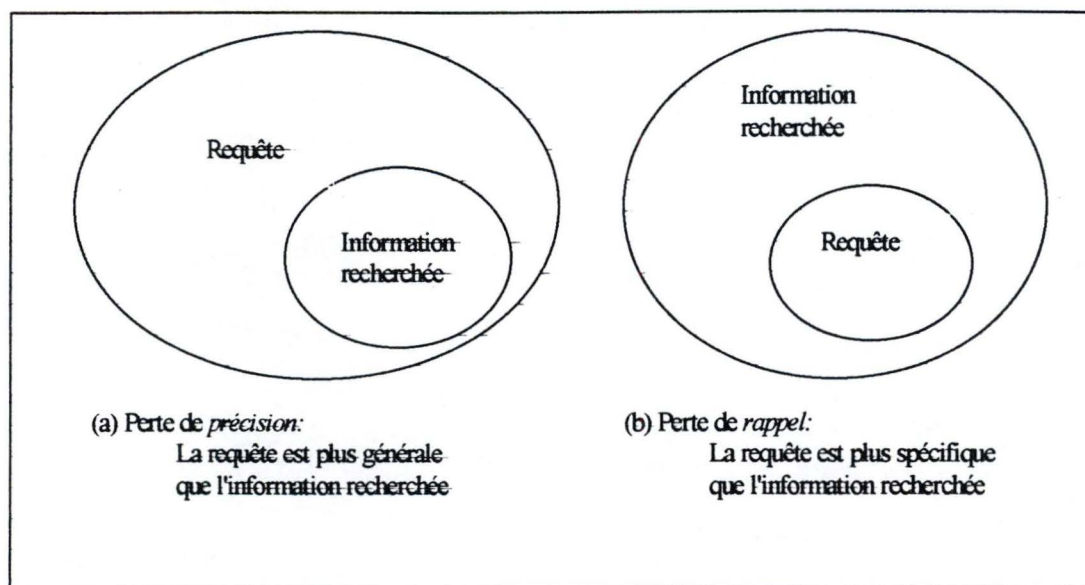 Requête
Information
recherchée
(a) Perte de précision:
La requête est plus générale
que l'information recherchée
Information
recherchée
Requête
(b) Perte de rappel:
La requête est plus spécifique
que l'information recherchée